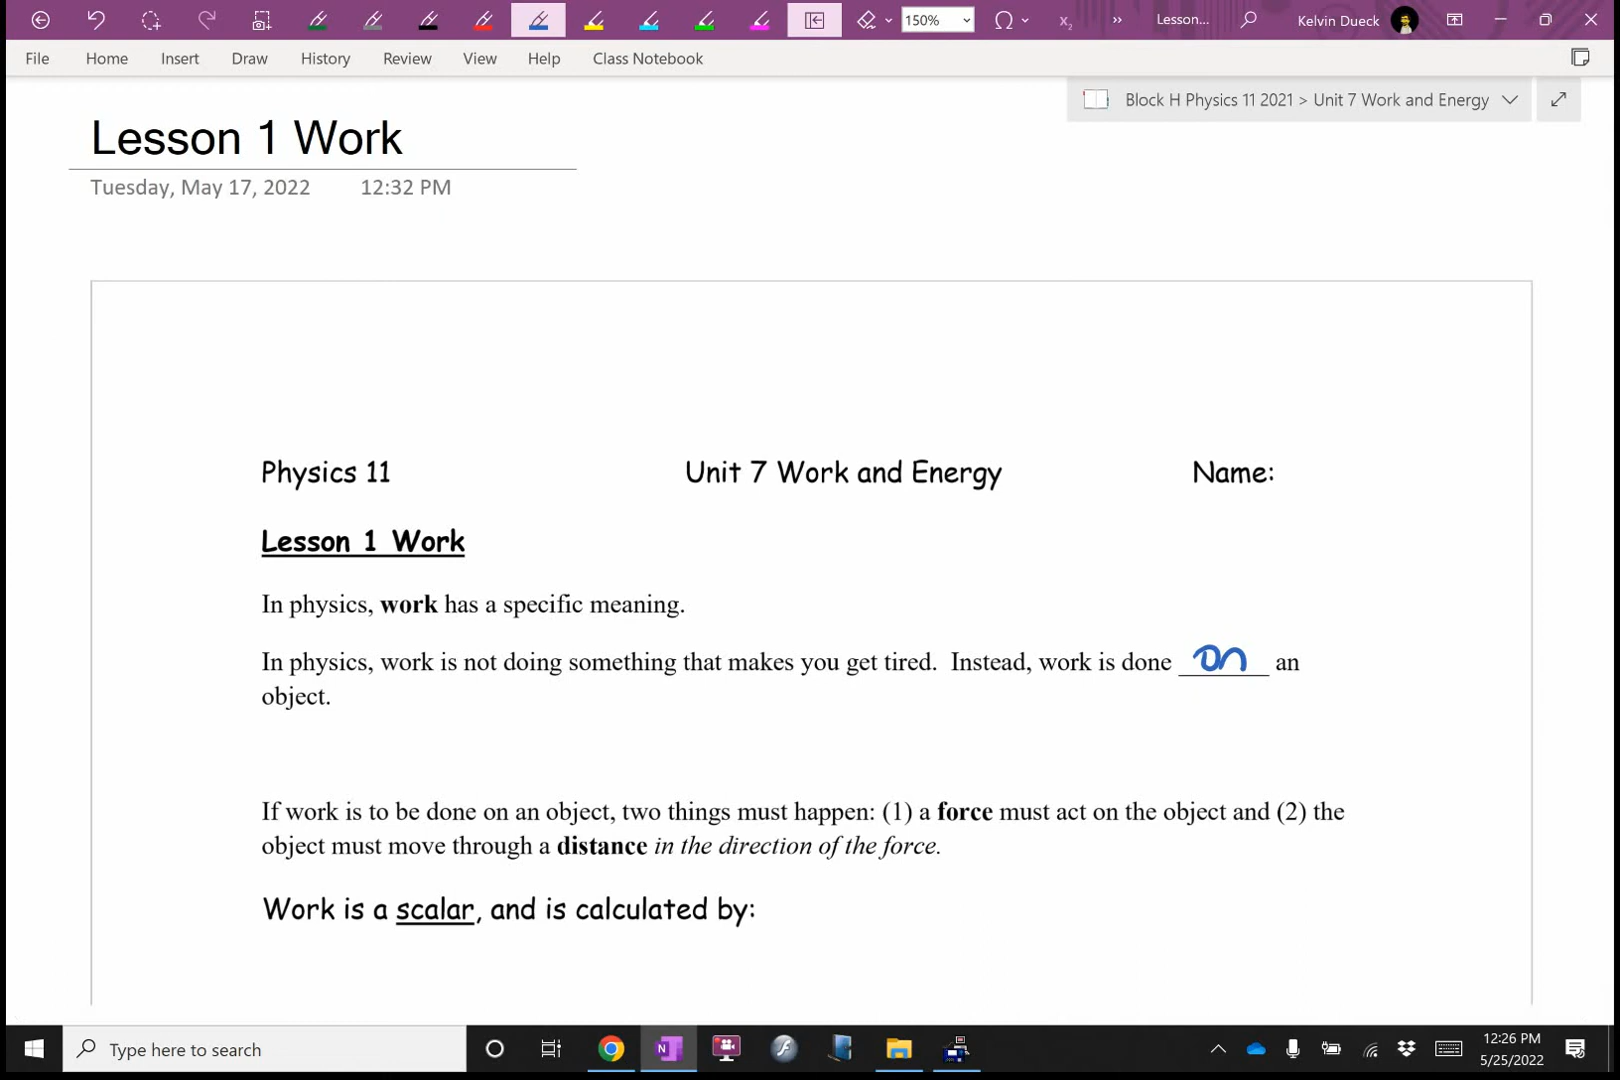 150% Ω x₂ » Lesson... Kelvin Dueck
File Home Insert Draw History Review View Help Class Notebook
Block H Physics 11 2021 > Unit 7 Work and Energy
Lesson 1 Work
Tuesday, May 17, 2022 12:32 PM
Physics 11 Unit 7 Work and Energy Name:
Lesson 1 Work
In physics, work has a specific meaning.
In physics, work is not doing something that makes you get tired. Instead, work is done on an
object.
If work is to be done on an object, two things must happen: (1) a force must act on the object and (2) the
object must move through a distance in the direction of the force.
Work is a scalar, and is calculated by:
Type here to search
12:26 PM
5/25/2022